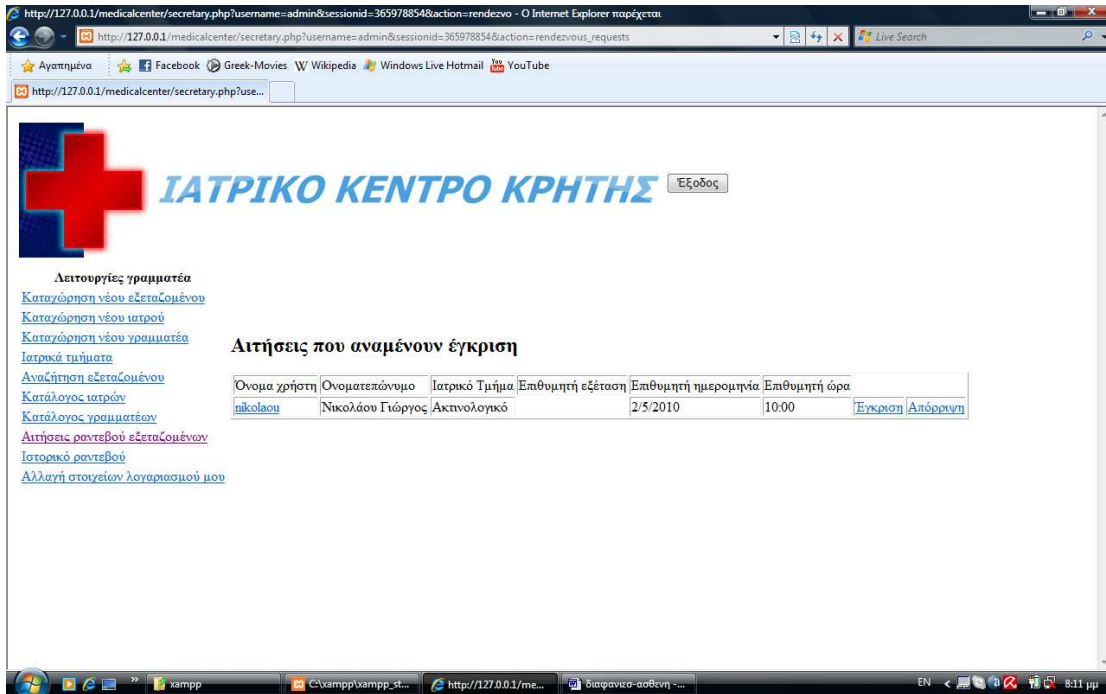 http://127.0.0.1/medicalcenter/secretary.php?username=admin&sessionid=365978854&action=rendezvo - Ο Internet Explorer παρέχεται
http://127.0.0.1/medicalcenter/secretary.php?username=admin&sessionid=365978854&action=rendezvous_requests Live Search
Αγαπημένα Facebook Greek-Movies Wikipedia Windows Live Hotmail YouTube
http://127.0.0.1/medicalcenter/secretary.php?use...
ΙΑΤΡΙΚΟ ΚΕΝΤΡΟ ΚΡΗΤΗΣ Έξοδος
Λειτουργίες γραμματέα
Καταχώρηση νέου εξεταζομένου
Καταχώρηση νέου ιατρού
Καταχώρηση νέου γραμματέα
Ιατρικά τμήματα
Αναζήτηση εξεταζομένου
Κατάλογος ιατρών
Κατάλογος γραμματέων
Αιτήσεις ραντεβού εξεταζομένων
Ιστορικό ραντεβού
Αλλαγή στοιχείων λογαριασμού μου
Αιτήσεις που αναμένουν έγκριση
Όνομα χρήστη Ονοματεπώνυμο Ιατρικό Τμήμα Επιθυμητή εξέταση Επιθυμητή ημερομηνία Επιθυμητή ώρα
nikolaou Νικολάου Γιώργος Ακτινολογικό 2/5/2010 10:00 Έγκριση Απόρριψη
xampp C:\xampp\xampp_st... http://127.0.0.1/me... διαφανιεσ-ασθενη -... EN 8:11 μμ